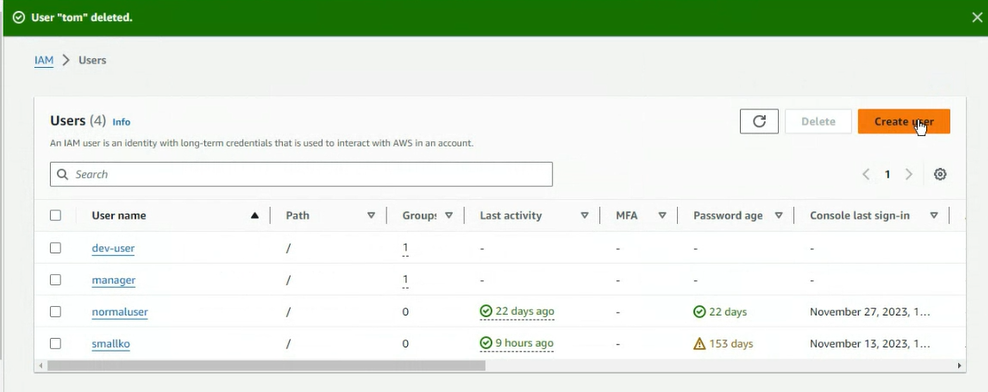 User "tom" deleted.
IAM > Users
Users (4) Info
Delete
Create user
An IAM user is an identity with long-term credentials that is used to interact with AWS in an account.
Search
1
User name Path Groups Last activity MFA Password age Console last sign-in
dev-user / 1 - - - -
manager / 1 - - - -
normaluser / 0 22 days ago - 22 days November 27, 2023, 1...
smallko / 0 9 hours ago - 153 days November 13, 2023, 1...